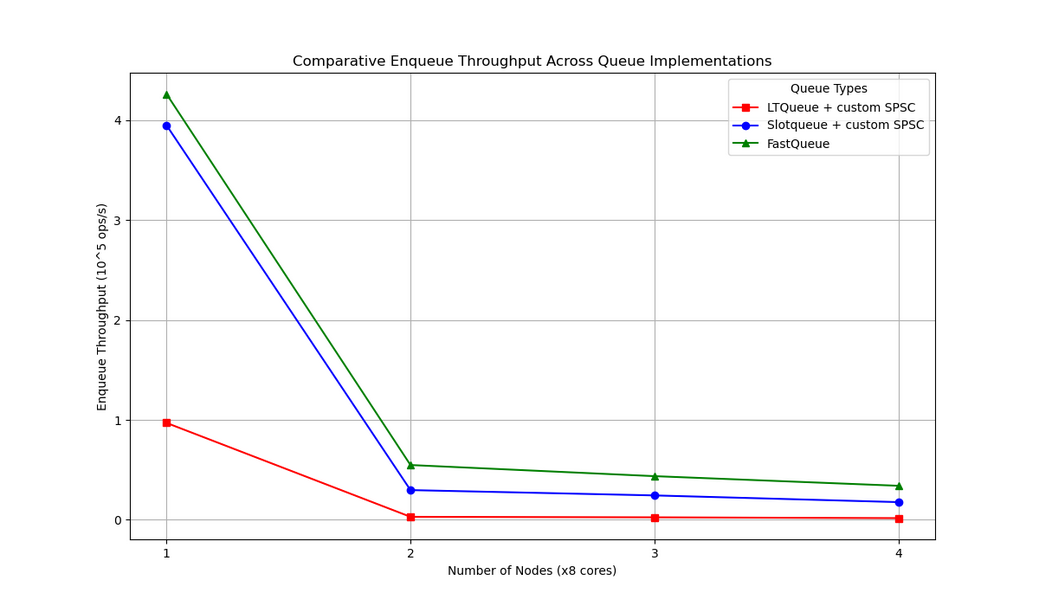 Comparative Enqueue Throughput Across Queue Implementations
Queue Types
LTQueue + custom SPSC
Slotqueue + custom SPSC
FastQueue
Enqueue Throughput (10^5 ops/s)
4
3
2
1
0
1
2
3
4
Number of Nodes (x8 cores)